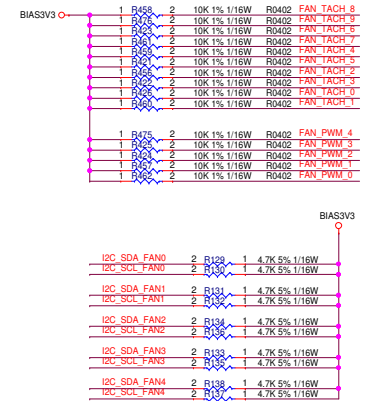 BIAS3V3
1 R458 2 10K 1% 1/16W R0402 FAN_TACH_8
1 R476 2 10K 1% 1/16W R0402 FAN_TACH_9
1 R423 2 10K 1% 1/16W R0402 FAN_TACH_6
1 R461 2 10K 1% 1/16W R0402 FAN_TACH_7
1 R459 2 10K 1% 1/16W R0402 FAN_TACH_4
1 R421 2 10K 1% 1/16W R0402 FAN_TACH_5
1 R456 2 10K 1% 1/16W R0402 FAN_TACH_2
1 R422 2 10K 1% 1/16W R0402 FAN_TACH_3
1 R426 2 10K 1% 1/16W R0402 FAN_TACH_0
1 R460 2 10K 1% 1/16W R0402 FAN_TACH_1
1 R475 2 10K 1% 1/16W R0402 FAN_PWM_4
1 R425 2 10K 1% 1/16W R0402 FAN_PWM_3
1 R424 2 10K 1% 1/16W R0402 FAN_PWM_2
1 R457 2 10K 1% 1/16W R0402 FAN_PWM_1
1 R462 2 10K 1% 1/16W R0402 FAN_PWM_0
BIAS3V3
I2C_SDA_FAN0 2 R129 1 4.7K 5% 1/16W
I2C_SCL_FAN0 2 R130 1 4.7K 5% 1/16W
I2C_SDA_FAN1 2 R131 1 4.7K 5% 1/16W
I2C_SCL_FAN1 2 R132 1 4.7K 5% 1/16W
I2C_SDA_FAN2 2 R134 1 4.7K 5% 1/16W
I2C_SCL_FAN2 2 R136 1 4.7K 5% 1/16W
I2C_SDA_FAN3 2 R133 1 4.7K 5% 1/16W
I2C_SCL_FAN3 2 R135 1 4.7K 5% 1/16W
I2C_SDA_FAN4 2 R138 1 4.7K 5% 1/16W
I2C_SCL_FAN4 2 R137 1 4.7K 5% 1/16W